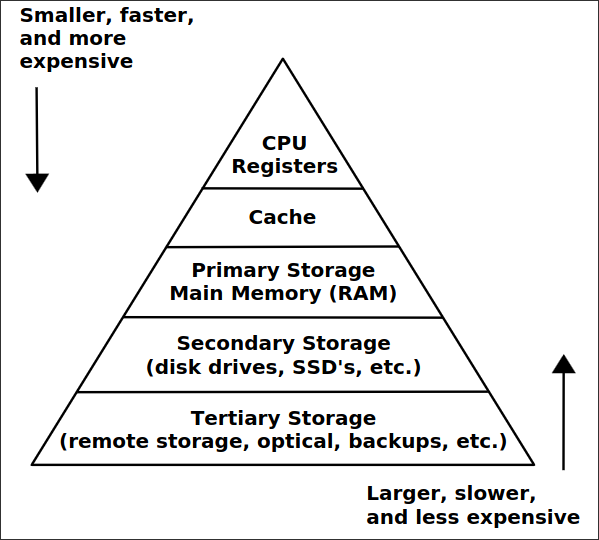 Smaller, faster,
and more
expensive
CPU
Registers
Cache
Primary Storage
Main Memory (RAM)
Secondary Storage
(disk drives, SSD's, etc.)
Tertiary Storage
(remote storage, optical, backups, etc.)
Larger, slower,
and less expensive